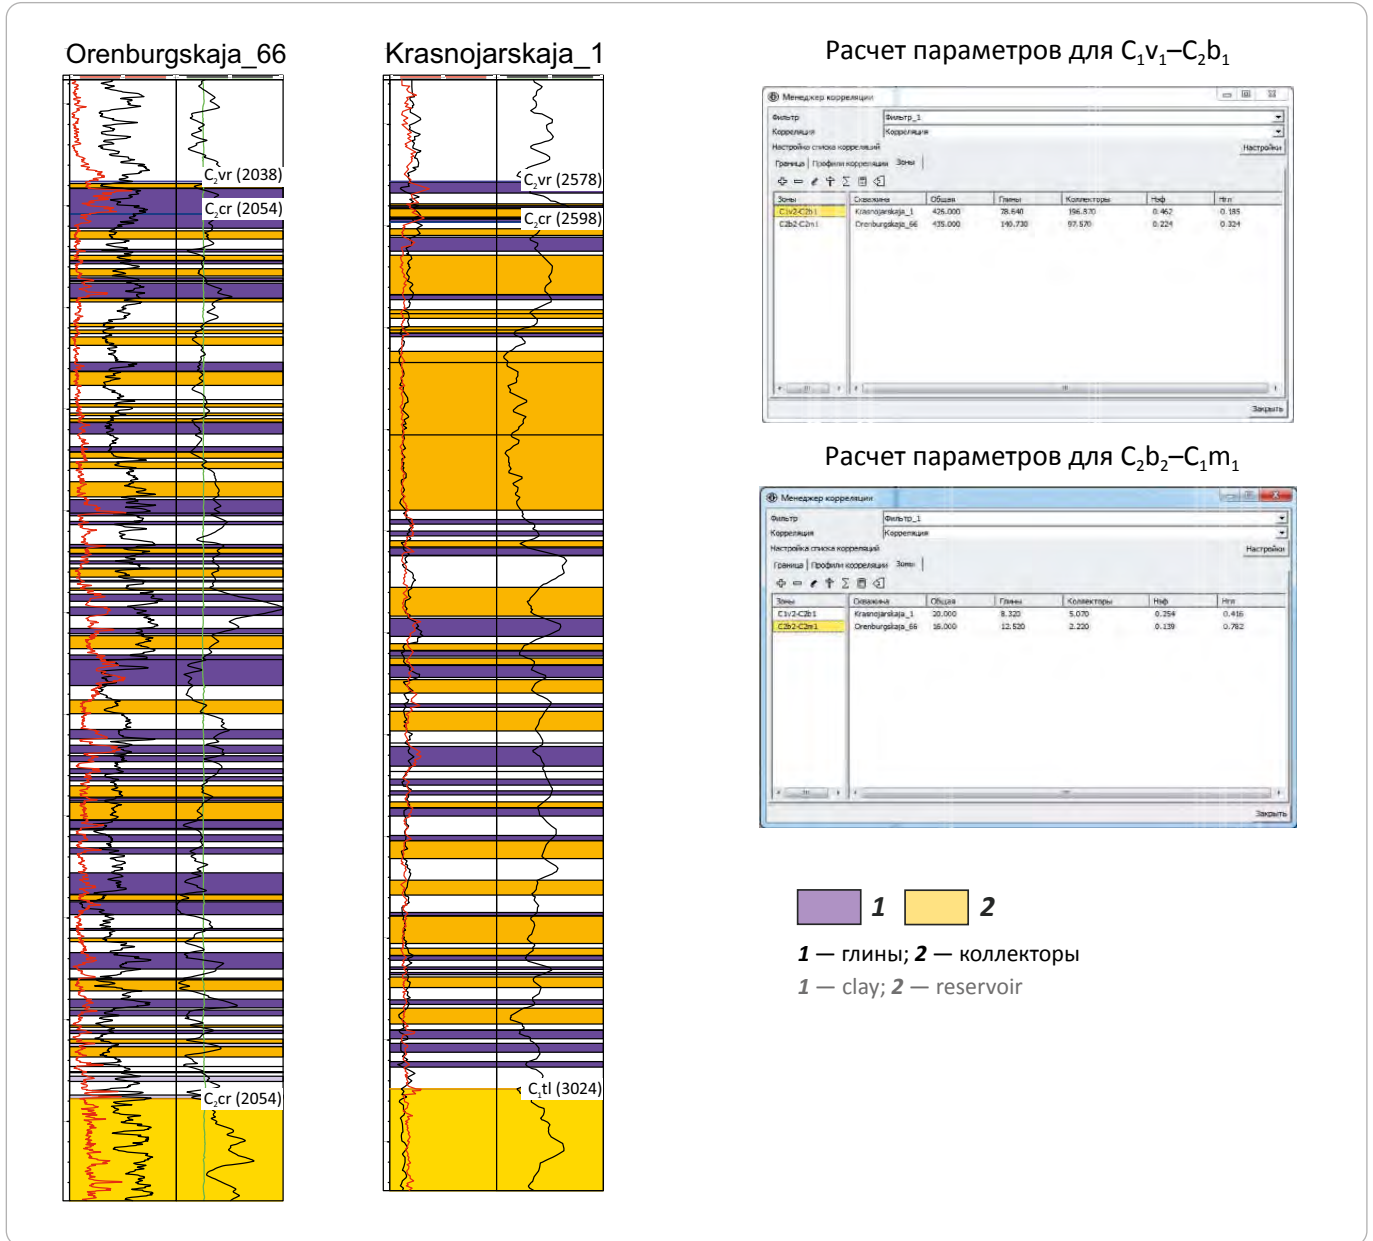 Orenburgskaja_66
C₂vr (2038)
C₂cr (2054)
C₂cr (2054)
Krasnojarskaja_1
C₂vr (2578)
C₂cr (2598)
C₁tl (3024)
Расчет параметров для C₁v₁–C₂b₁
Менеджер корреляции
Фильтр Фильтр_1
Корреляция Корреляция
Настройка списка корреляций
Настройки
Граница Профили корреляции Зоны
Зоны Скважина Общая Глины Коллекторы Нэф Нгл
C1v2-C2b1 Krasnojarskaja_1 426.000 78.640 196.870 0.462 0.185
C2b2-C2m1 Orenburgskaja_66 435.000 140.730 97.570 0.224 0.324
Закрыть
Расчет параметров для C₂b₂–C₁m₁
Менеджер корреляции
Фильтр Фильтр_1
Корреляция Корреляция
Настройка списка корреляций
Настройки
Граница Профили корреляции Зоны
Зоны Скважина Общая Глины Коллекторы Нэф Нгл
C1v2-C2b1 Krasnojarskaja_1 20.000 8.320 5.070 0.254 0.416
C2b2-C2m1 Orenburgskaja_66 16.000 12.520 2.220 0.139 0.782
Закрыть
1 2
1 — глины; 2 — коллекторы
1 — clay; 2 — reservoir